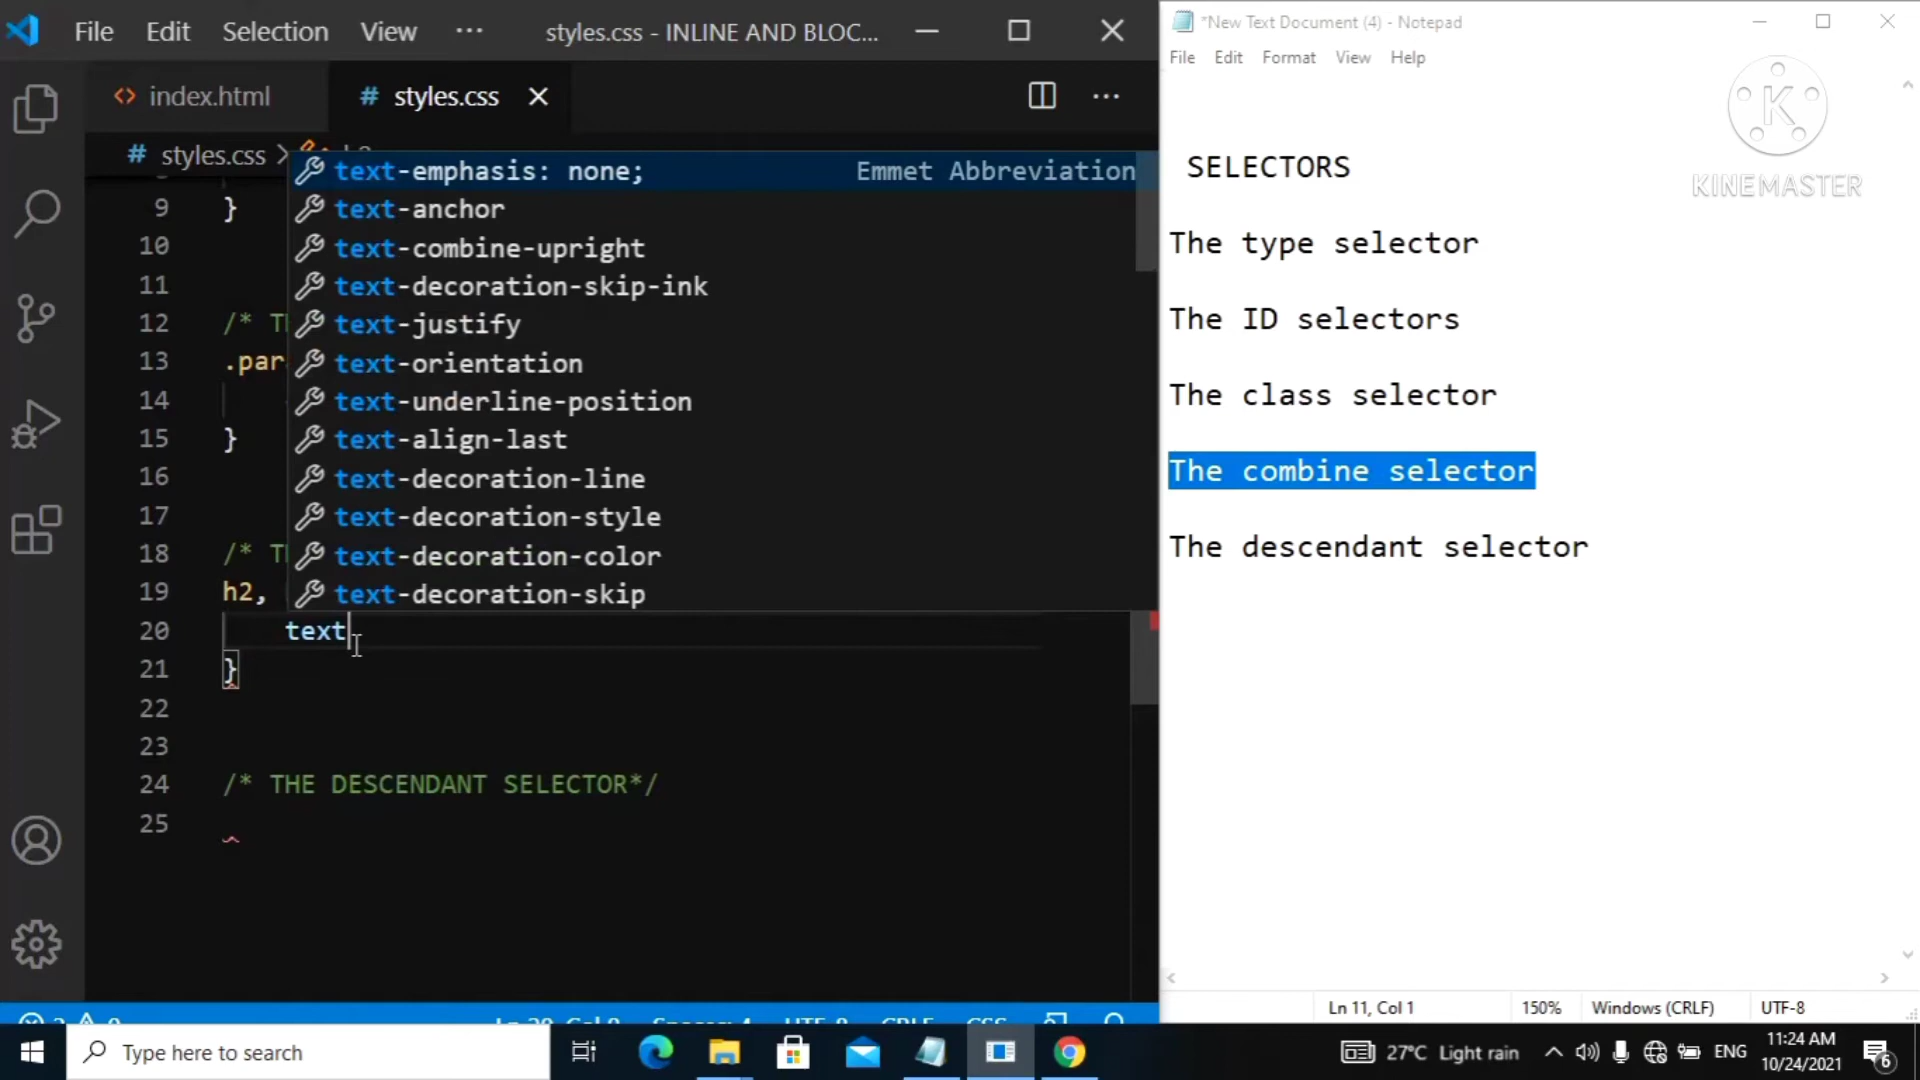 File Edit Selection View ··· styles.css - INLINE AND BLOC...
index.html # styles.css
# styles.css >
text-emphasis: none; Emmet Abbreviation
9 } text-anchor
10 text-combine-upright
11 text-decoration-skip-ink
12 /* text-justify
13 .par text-orientation
14 text-underline-position
15 } text-align-last
16 text-decoration-line
17 text-decoration-style
18 /* text-decoration-color
19 h2, text-decoration-skip
20 text
21 }
22
23
24 /* THE DESCENDANT SELECTOR*/
25
Type here to search
*New Text Document (4) - Notepad
File Edit Format View Help
K
KINEMASTER
SELECTORS
The type selector
The ID selectors
The class selector
The combine selector
The descendant selector
Ln 11, Col 1 150% Windows (CRLF) UTF-8
27°C Light rain ENG 11:24 AM
10/24/2021 6